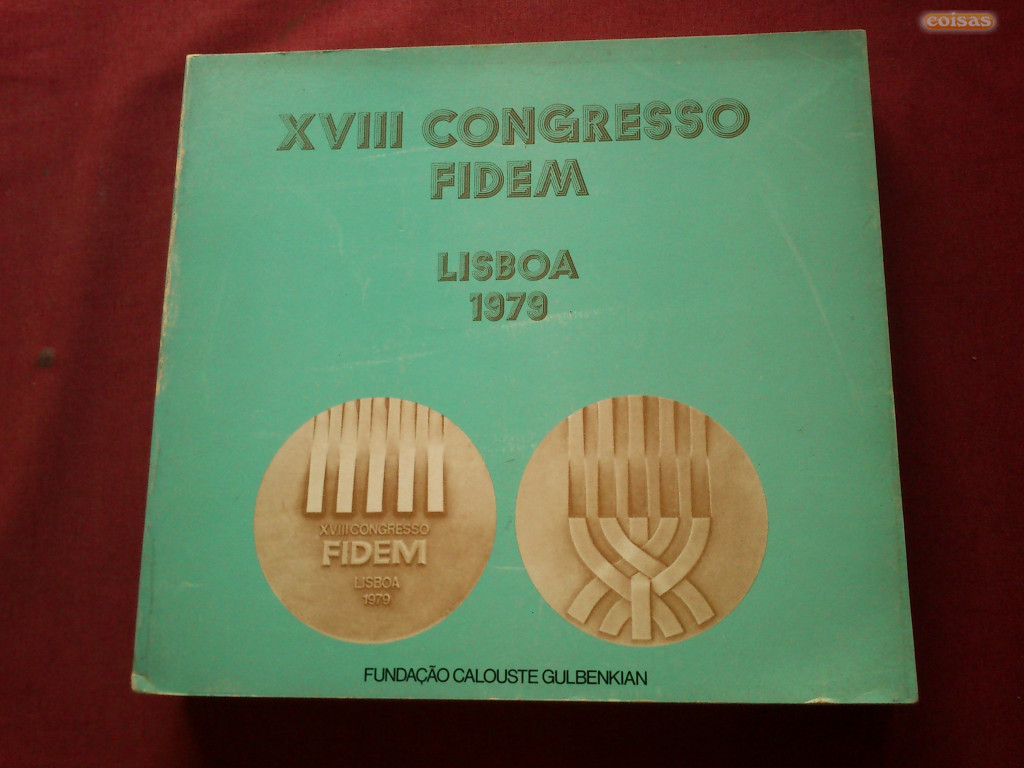 coisas
XVIII CONGRESSO
FIDEM
LISBOA
1979
XVIII CONGRESSO
FIDEM
LISBOA
1979
FUNDAÇÃO CALOUSTE GULBENKIAN